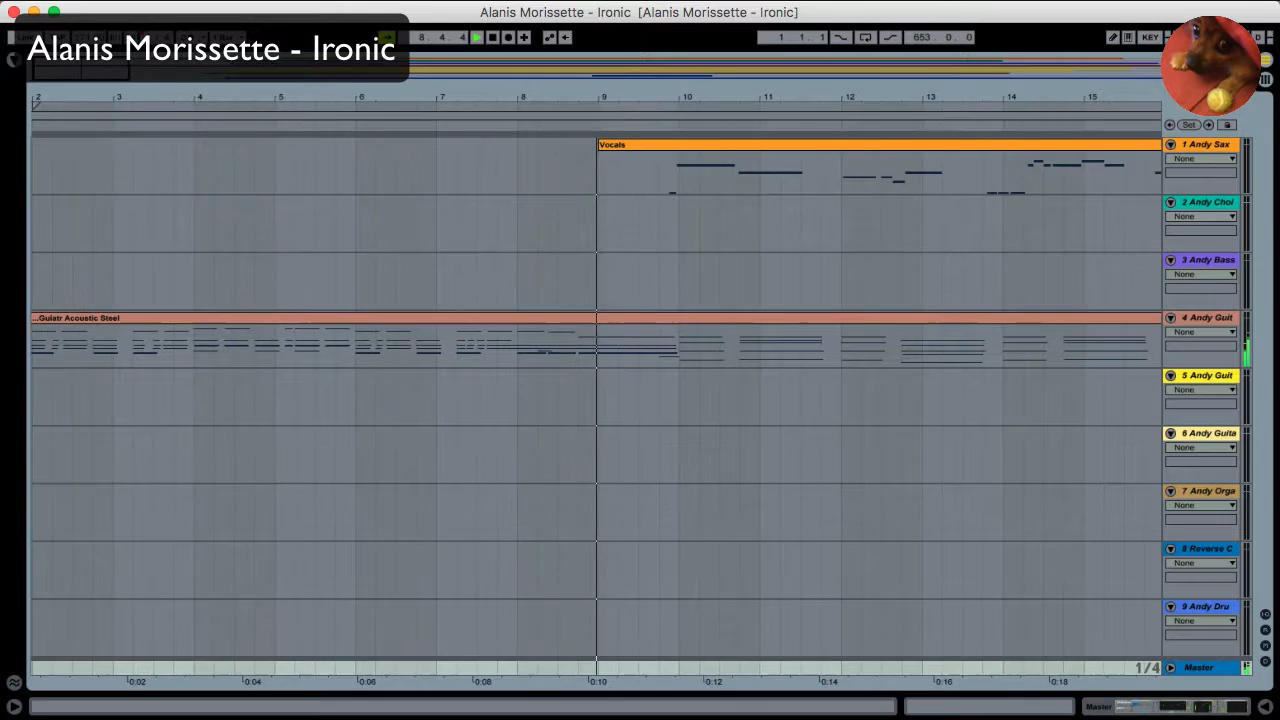 Alanis Morissette - Ironic [Alanis Morissette - Ironic]
Alanis Morissette - Ironic
8. 4. 4
1. 1. 1
653. 0. 0
KEY
2 3 4 5 6 7 8 9 10 11 12 13 14 15
Set
Vocals
1 Andy Sax
None
2 Andy Choi
None
3 Andy Bass
None
...Guiatr Acoustic Steel
4 Andy Guit
None
5 Andy Guit
None
6 Andy Guita
None
7 Andy Orga
None
8 Reverse C
None
9 Andy Dru
None
1/4
Master
0:02 0:04 0:06 0:08 0:10 0:12 0:14 0:16 0:18
Master